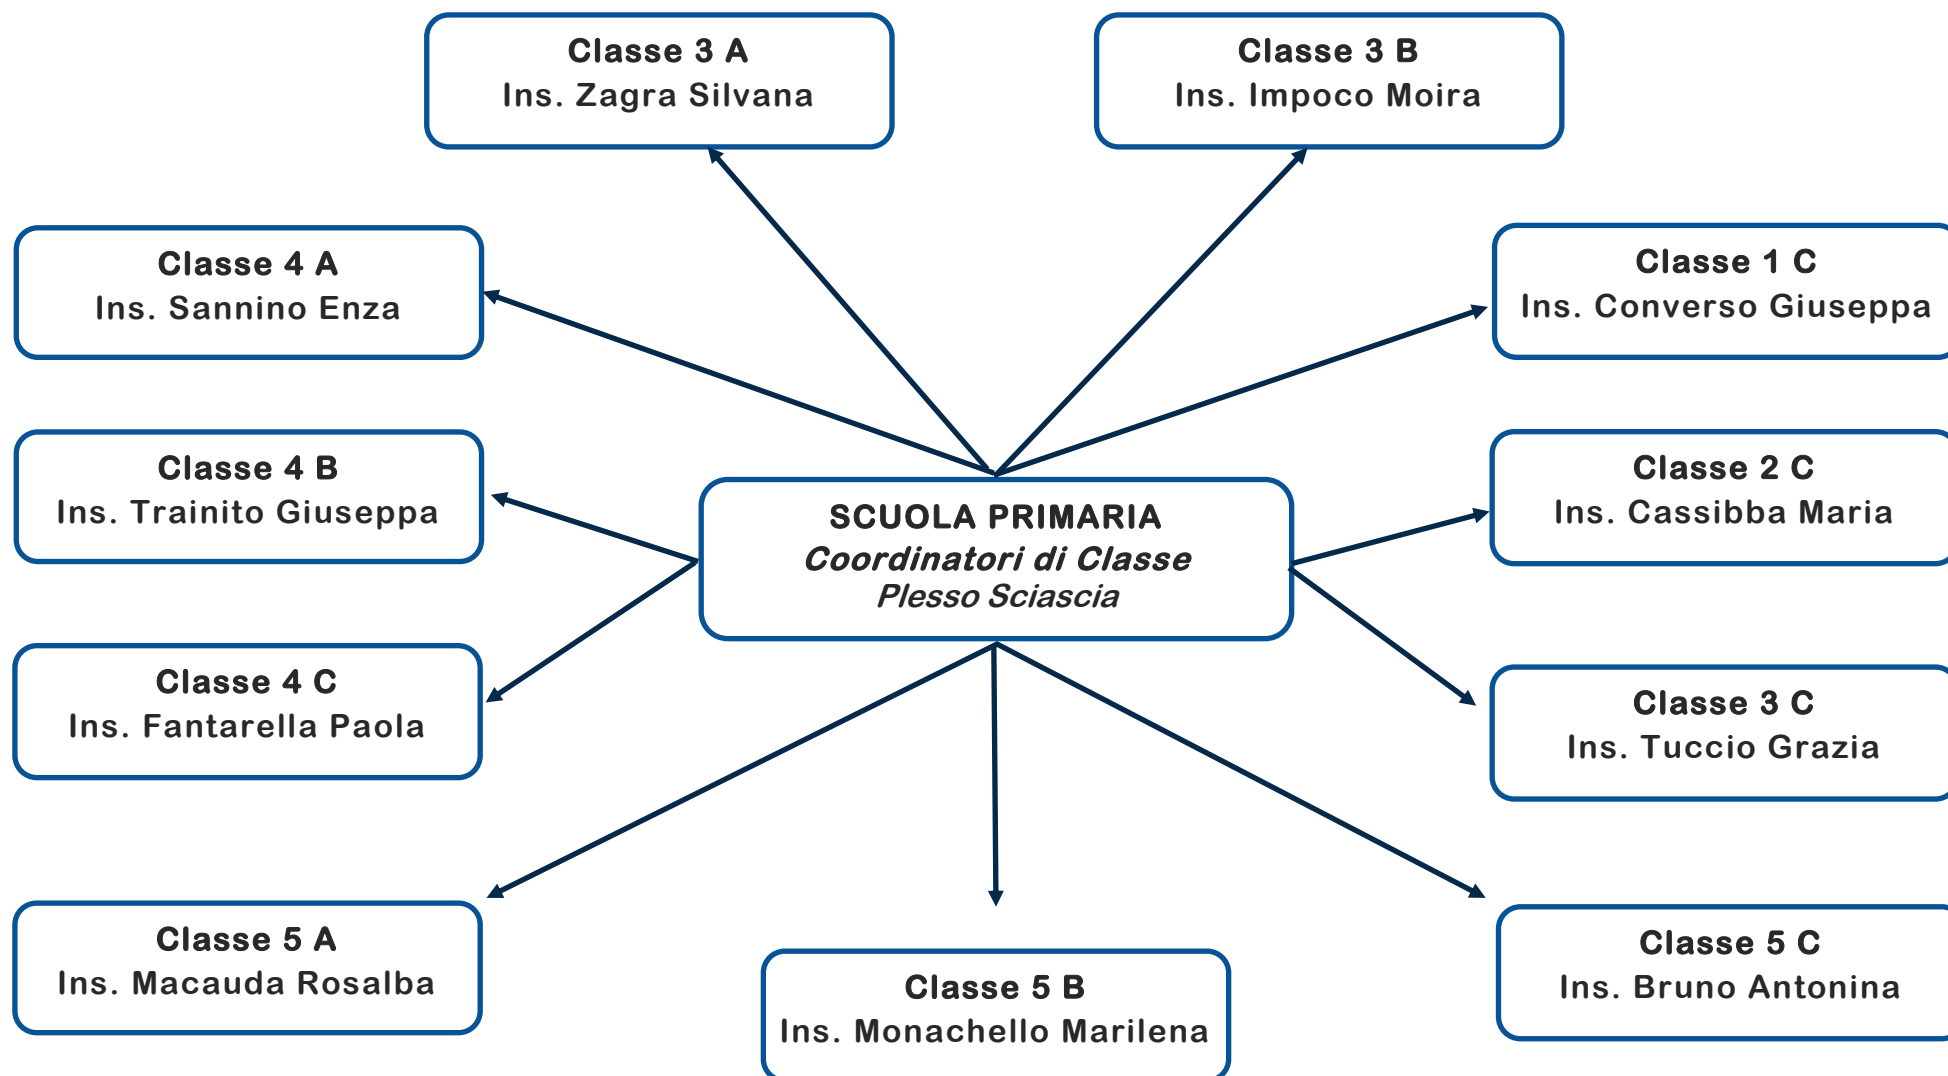 Classe 3 A
Ins. Zagra Silvana
Classe 3 B
Ins. Impoco Moira
Classe 4 A
Ins. Sannino Enza
Classe 1 C
Ins. Converso Giuseppa
Classe 4 B
Ins. Trainito Giuseppa
SCUOLA PRIMARIA
Coordinatori di Classe
Plesso Sciascia
Classe 2 C
Ins. Cassibba Maria
Classe 4 C
Ins. Fantarella Paola
Classe 3 C
Ins. Tuccio Grazia
Classe 5 A
Ins. Macauda Rosalba
Classe 5 B
Ins. Monachello Marilena
Classe 5 C
Ins. Bruno Antonina